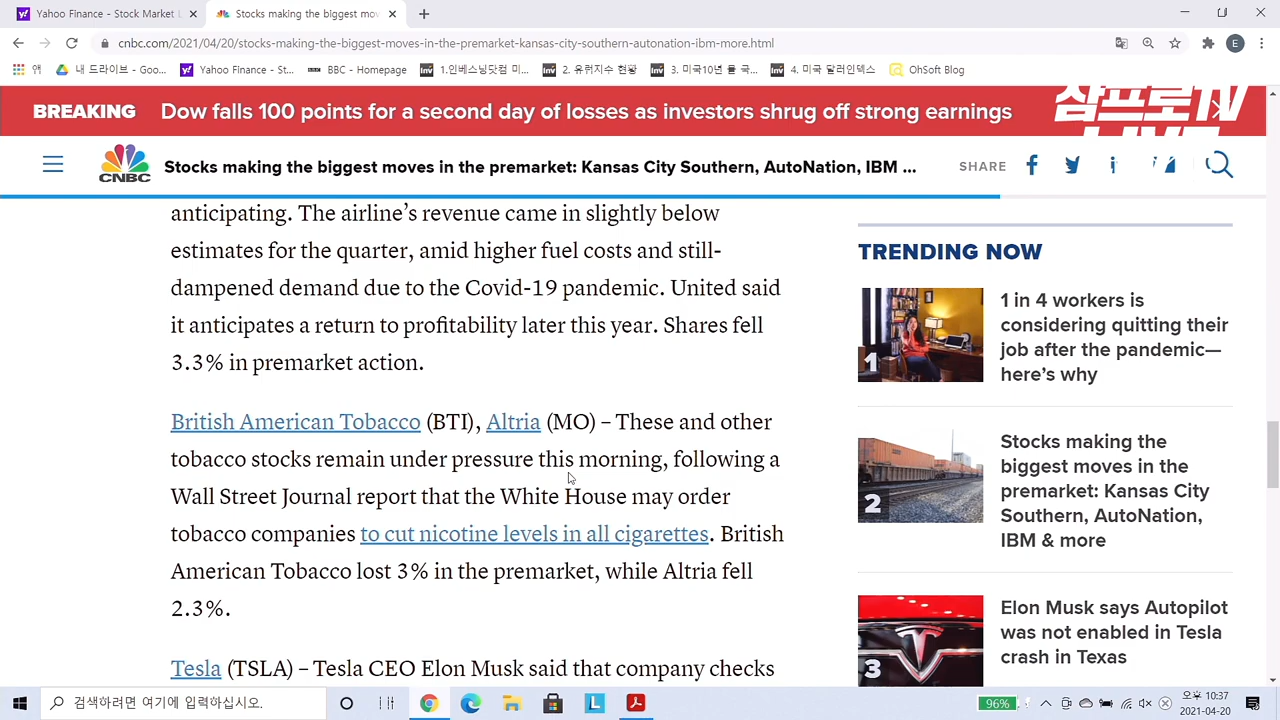 Yahoo Finance - Stock Market L
Stocks making the biggest mov
cnbc.com/2021/04/20/stocks-making-the-biggest-moves-in-the-premarket-kansas-city-southern-autonation-ibm-more.html
E
앱
내 드라이브 - Goo...
Yahoo Finance - St...
BBC - Homepage
1.인베스팅닷컴 미...
2. 유럽지수 현황
3. 미국10년 물 국...
4. 미국 달러인덱스
OhSoft Blog
BREAKING
Dow falls 100 points for a second day of losses as investors shrug off strong earnings
삼프로TV
CNBC
Stocks making the biggest moves in the premarket: Kansas City Southern, AutoNation, IBM ...
SHARE
anticipating. The airline's revenue came in slightly below
estimates for the quarter, amid higher fuel costs and still-
dampened demand due to the Covid-19 pandemic. United said
it anticipates a return to profitability later this year. Shares fell
3.3% in premarket action.
British American Tobacco (BTI), Altria (MO) – These and other
tobacco stocks remain under pressure this morning, following a
Wall Street Journal report that the White House may order
tobacco companies to cut nicotine levels in all cigarettes. British
American Tobacco lost 3% in the premarket, while Altria fell
2.3%.
Tesla (TSLA) – Tesla CEO Elon Musk said that company checks
TRENDING NOW
1
1 in 4 workers is
considering quitting their
job after the pandemic—
here's why
2
Stocks making the
biggest moves in the
premarket: Kansas City
Southern, AutoNation,
IBM & more
3
Elon Musk says Autopilot
was not enabled in Tesla
crash in Texas
검색하려면 여기에 입력하십시오.
L
96%
오후 10:37
2021-04-20